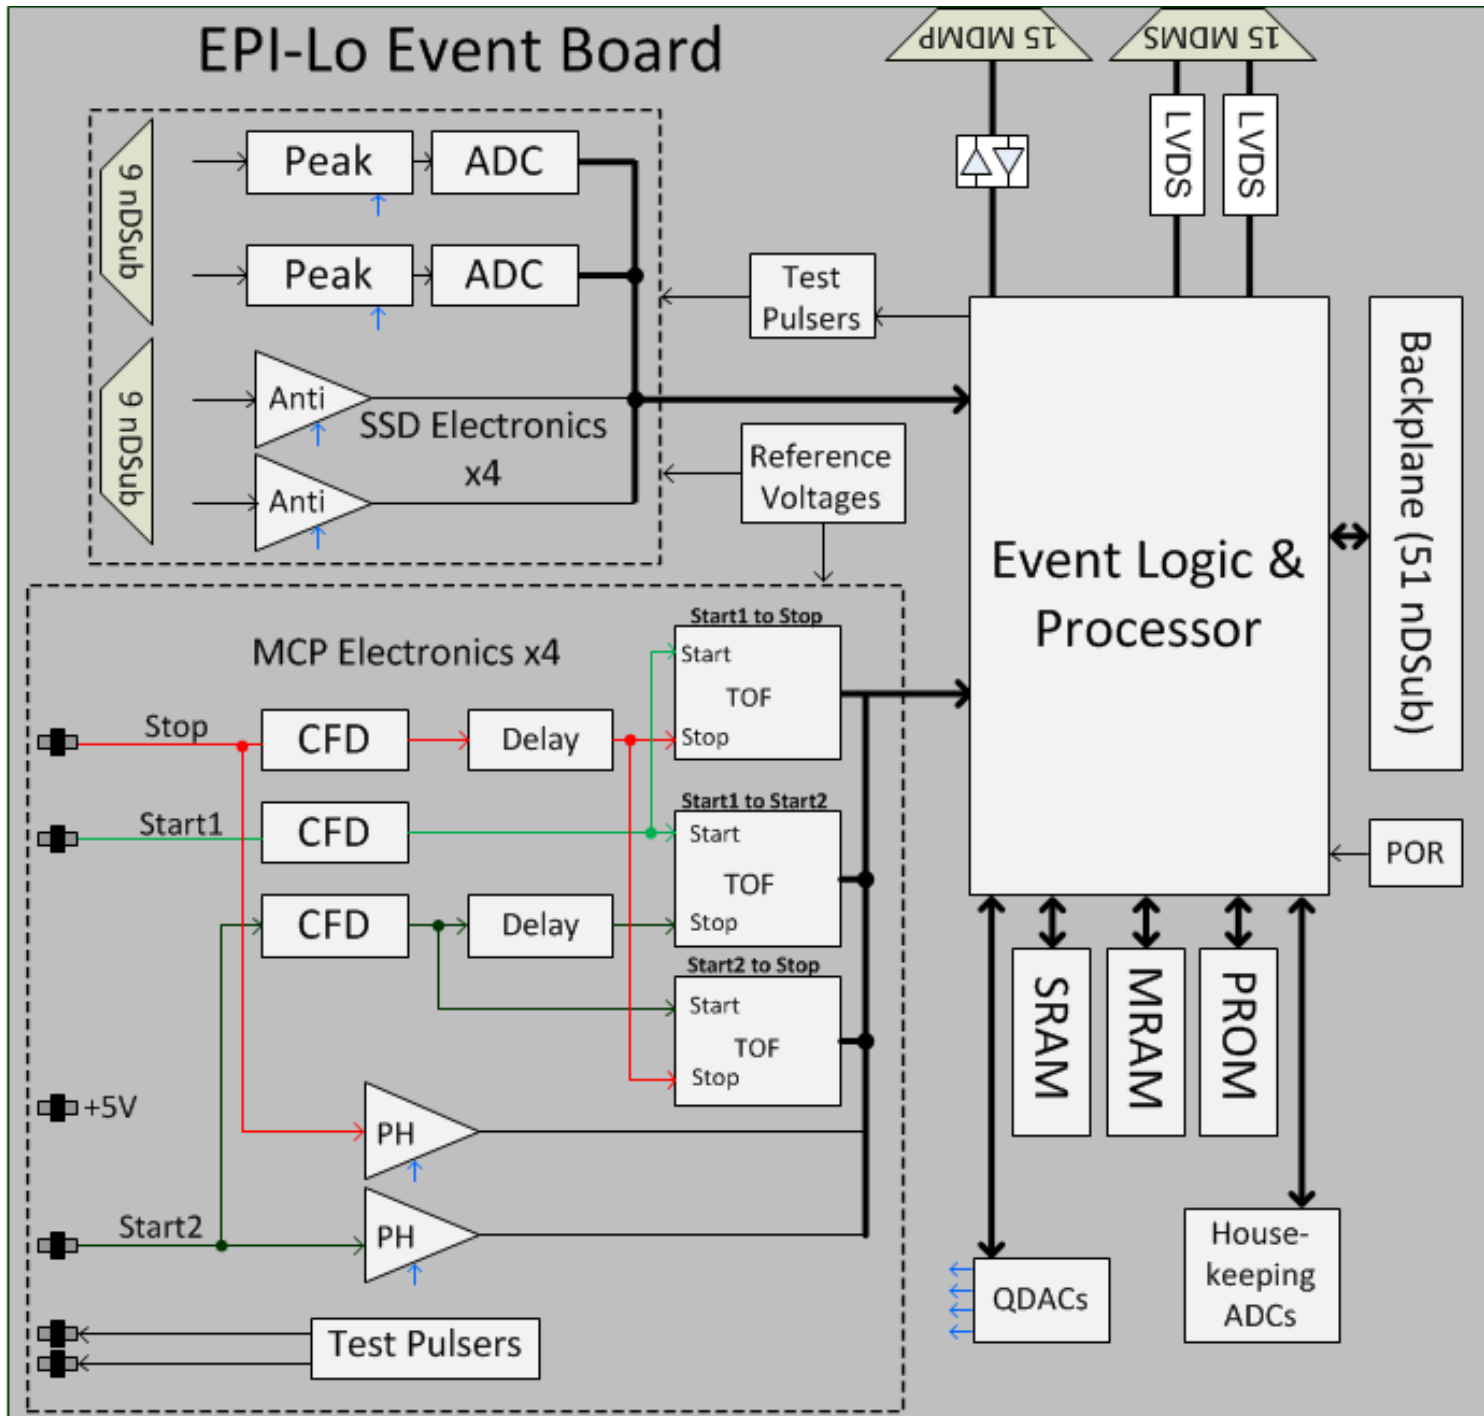 EPI-Lo Event Board
15 MDMP
15 MDMS
LVDS
LVDS
9 nDSub
Peak
ADC
Peak
ADC
9 nDSub
Anti
SSD Electronics
x4
Anti
Test
Pulsers
Reference
Voltages
Event Logic &
Processor
Backplane (51 nDSub)
POR
MCP Electronics x4
Start1 to Stop
Start
TOF
Stop
Stop
CFD
Delay
Start1
CFD
Start1 to Start2
Start
TOF
Stop
CFD
Delay
Start2 to Stop
Start
TOF
Stop
+5V
PH
Start2
PH
Test Pulsers
SRAM
MRAM
PROM
QDACs
House-
keeping
ADCs